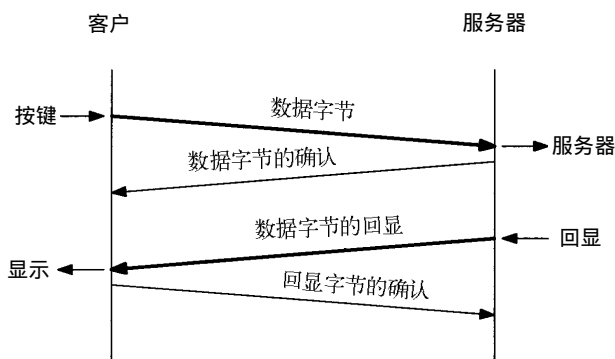 客户
服务器
按键
数据字节
服务器
数据字节的确认
数据字节的回显
回显
显示
回显字节的确认